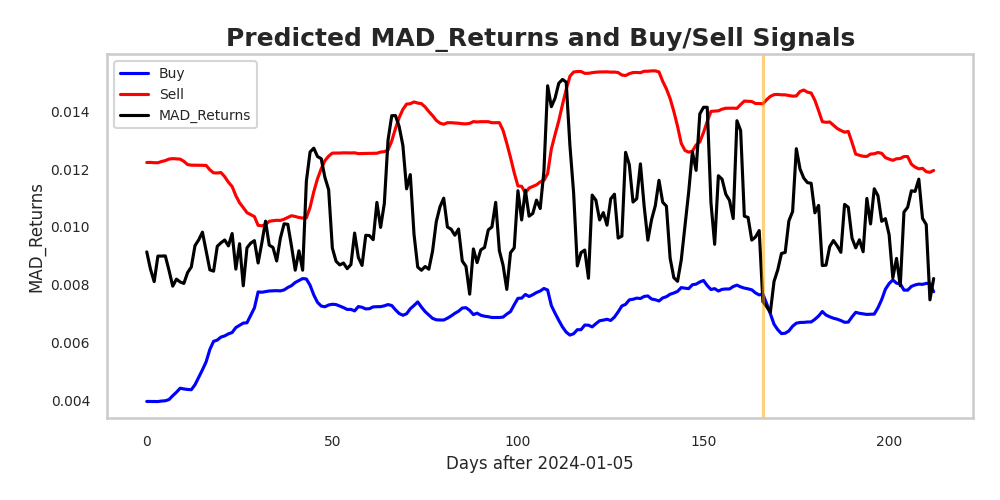 Predicted MAD_Returns and Buy/Sell Signals
Buy
Sell
MAD_Returns
0.014
0.012
0.010
0.008
0.006
0.004
MAD_Returns
0
50
100
150
200
Days after 2024-01-05